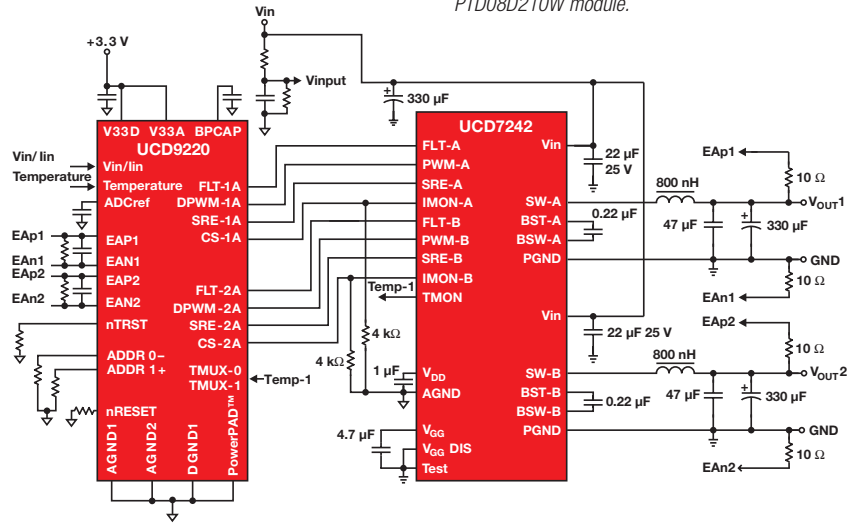 PTD08D210W module.
Vin
+3.3 V
Vinput
330 µF
V33D V33A BPCAP
UCD9220
UCD7242
Vin/Iin
Temperature
Vin/Iin
Temperature
ADCref
EAp1
EAn1
EAp2
EAn2
EAP1
EAN1
EAP2
EAN2
nTRST
ADDR 0–
ADDR 1+
nRESET
FLT-1A
DPWM-1A
SRE-1A
CS-1A
FLT-2A
DPWM-2A
SRE-2A
CS-2A
TMUX-0
TMUX-1
Temp-1
AGND1
AGND2
DGND1
PowerPAD™
FLT-A
PWM-A
SRE-A
IMON-A
FLT-B
PWM-B
SRE-B
IMON-B
TMON
Temp-1
4 kΩ
4 kΩ
1 µF
VDD
AGND
4.7 µF
VGG
VGG DIS
Test
Vin
22 µF
25 V
SW-A
BST-A
BSW-A
PGND
0.22 µF
800 nH
47 µF
330 µF
EAp1
10 Ω
VOUT1
GND
10 Ω
EAn1
Vin
22 µF 25 V
SW-B
BST-B
BSW-B
PGND
0.22 µF
800 nH
47 µF
330 µF
EAp2
10 Ω
VOUT2
GND
10 Ω
EAn2